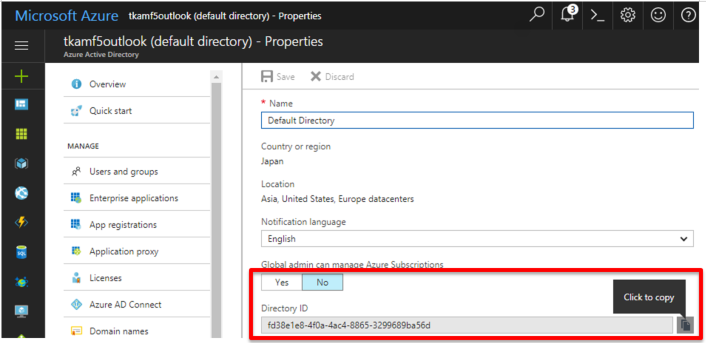 Microsoft Azure tkamf5outlook (default directory) - Properties
3
tkamf5outlook (default directory) - Properties
Azure Active Directory
Overview
Quick start
MANAGE
Users and groups
Enterprise applications
App registrations
Application proxy
Licenses
Azure AD Connect
Domain names
Save Discard
* Name
Default Directory
Country or region
Japan
Location
Asia, United States, Europe datacenters
Notification language
English
Global admin can manage Azure Subscriptions
Yes No
Click to copy
Directory ID
fd38e1e8-4f0a-4ac4-8865-3299689ba56d